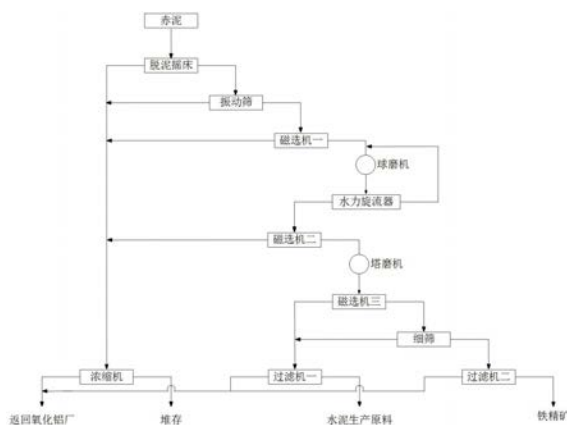 赤泥
脱泥摇床
振动筛
磁选机一
球磨机
水力旋流器
磁选机二
塔磨机
磁选机三
细筛
浓缩机
过滤机一
过滤机二
返回氧化铝厂
堆存
水泥生产原料
铁精矿